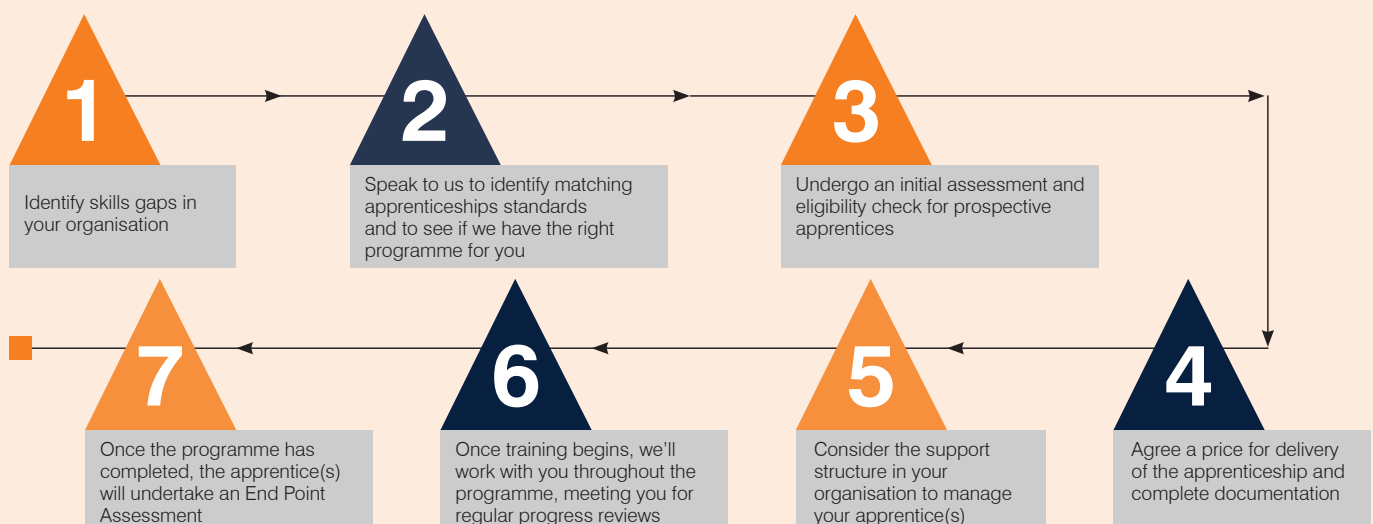 1
Identify skills gaps in
your organisation
2
Speak to us to identify matching
apprenticeships standards
and to see if we have the right
programme for you
3
Undergo an initial assessment and
eligibility check for prospective
apprentices
4
Agree a price for delivery
of the apprenticeship and
complete documentation
5
Consider the support
structure in your
organisation to manage
your apprentice(s)
6
Once training begins, we’ll
work with you throughout the
programme, meeting you for
regular progress reviews
7
Once the programme has
completed, the apprentice(s)
will undertake an End Point
Assessment